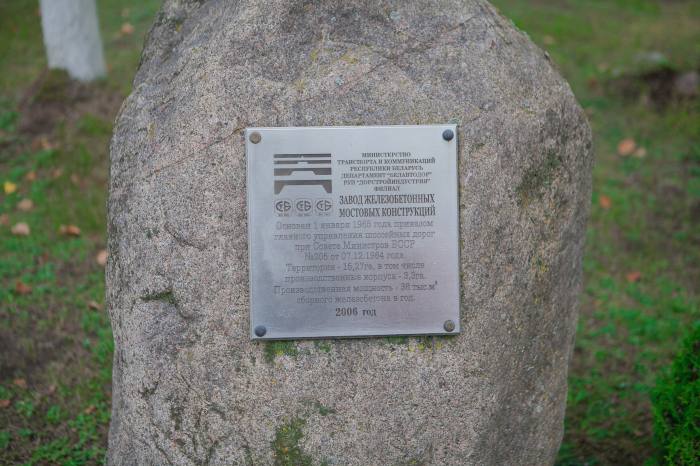 МИНИСТЕРСТВО
ТРАНСПОРТА И КОММУНИКАЦИЙ
РЕСПУБЛИКИ БЕЛАРУСЬ
ДЕПАРТАМЕНТ "БЕЛАВТОДОР"
РУП "ДОРСТРОЙИНДУСТРИЯ"
ФИЛИАЛ
ЗАВОД ЖЕЛЕЗОБЕТОННЫХ
МОСТОВЫХ КОНСТРУКЦИЙ
Основан 1 января 1965 года приказом
главного управления шоссейных дорог
при Совете Министров БССР
№205 от 07.12.1964 года.
Территория - 15,27га, в том числе
производственные корпуса - 3,3га.
Производственная мощность - 38 тыс.м³
сборного железобетона в год.
2006 год